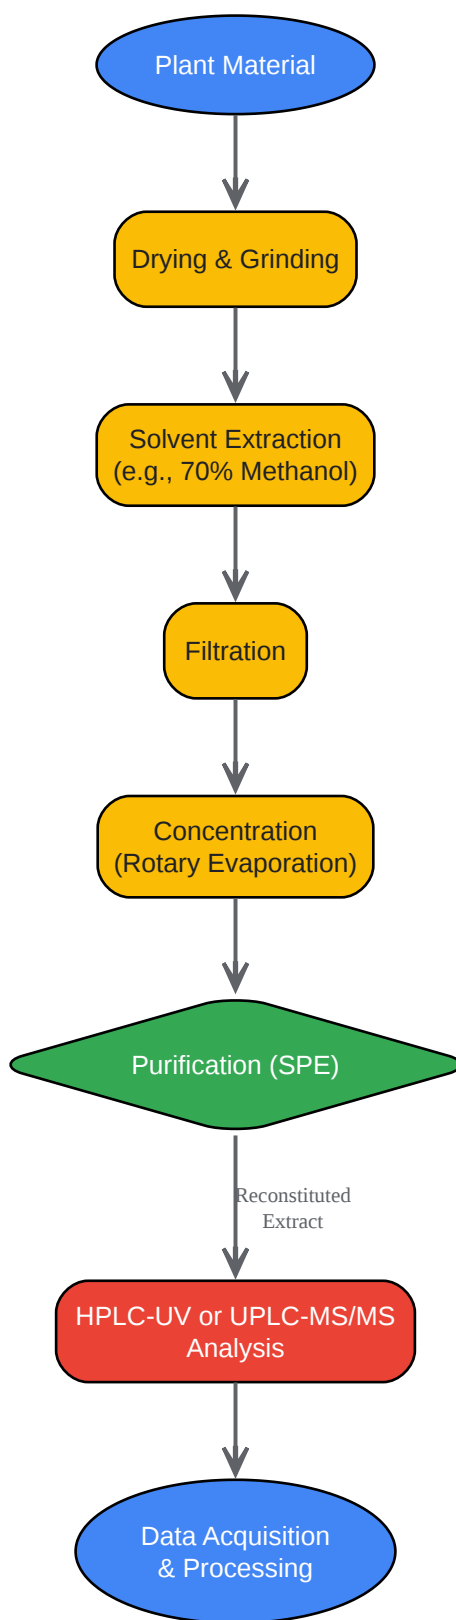 Plant Material
Drying & Grinding
Solvent Extraction
(e.g., 70% Methanol)
Filtration
Concentration
(Rotary Evaporation)
Purification (SPE)
Reconstituted
Extract
HPLC-UV or UPLC-MS/MS
Analysis
Data Acquisition
& Processing